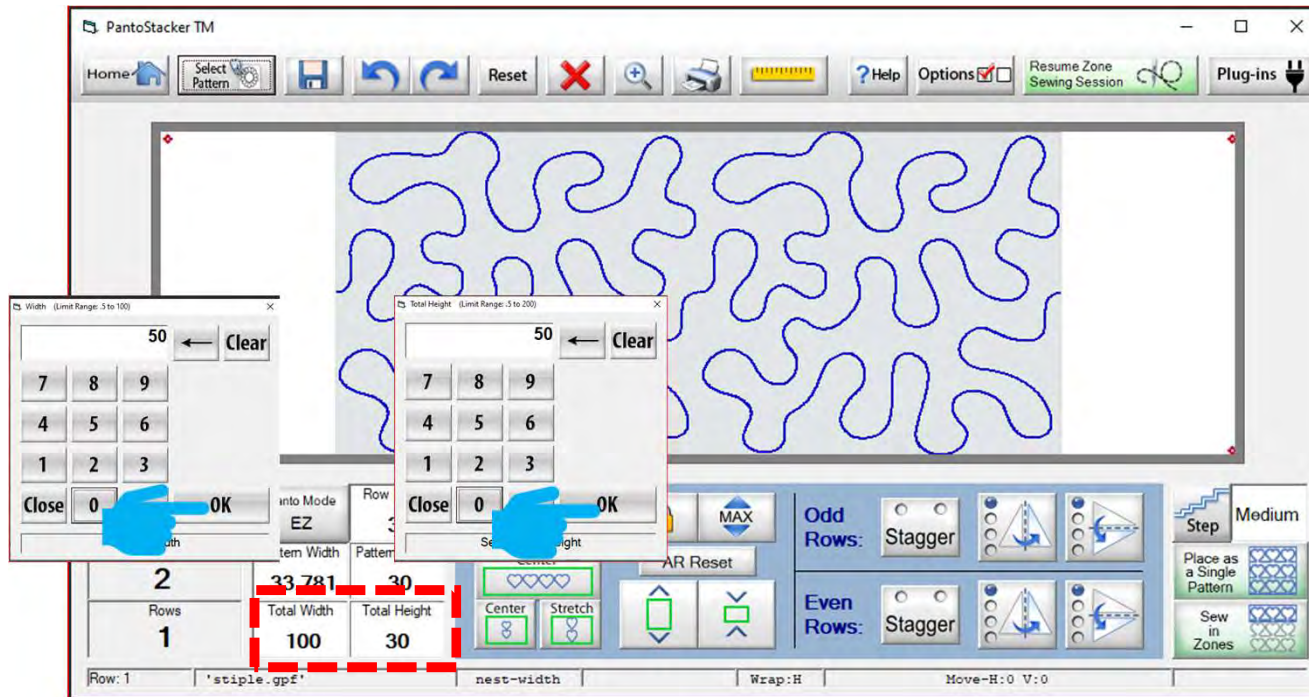 PantoStacker TM
Home
Select
Pattern
Reset
?Help
Options
Resume Zone
Sewing Session
Plug-ins
Width (Limit Range: .5 to 100)
50
Clear
7 8 9
4 5 6
1 2 3
Close 0 OK
Total Height (Limit Range: .5 to 200)
50
Clear
7 8 9
4 5 6
1 2 3
Close 0 OK
Mode
EZ
Row
2
Width
33.781
30
Rows
1
Total Width
100
Total Height
30
Center
Center
Stretch
MAX
AR Reset
Odd
Rows:
Stagger
Even
Rows:
Stagger
Step
Medium
Place as
a Single
Pattern
Sew
in
Zones
Row: 1
'stiple.gpf'
nest-width
Wrap:H
Move-H:0 V:0